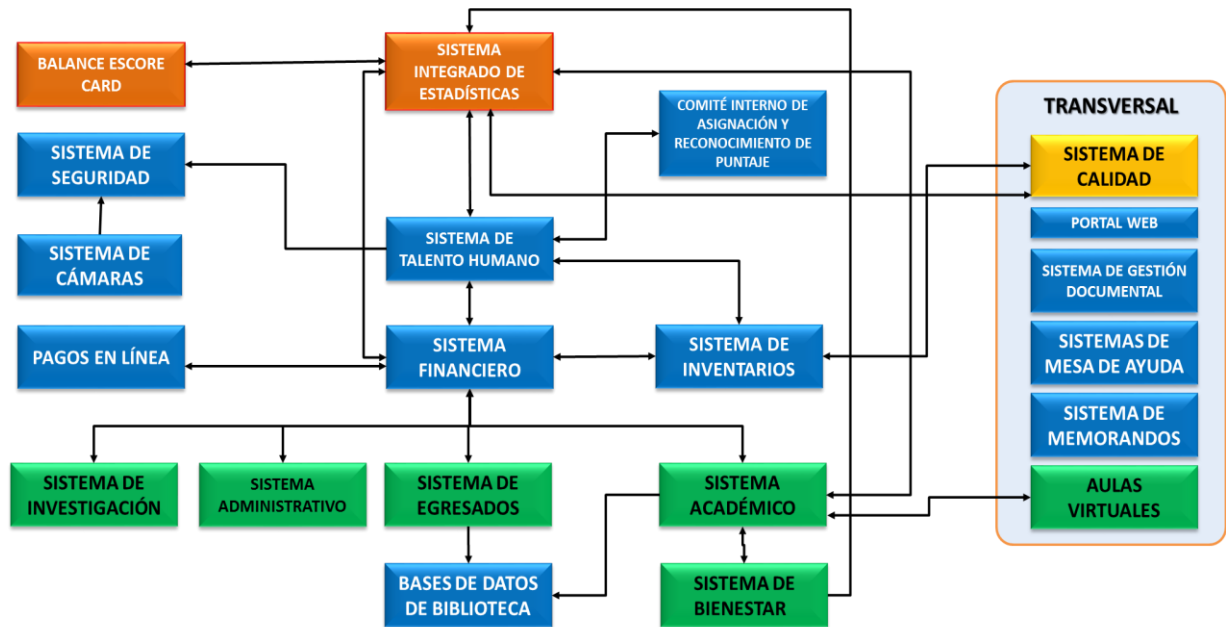 BALANCE ESCORE
CARD
SISTEMA
INTEGRADO DE
ESTADÍSTICAS
COMITÉ INTERNO DE
ASIGNACIÓN Y
RECONOCIMIENTO DE
PUNTAJE
TRANSVERSAL
SISTEMA DE
SEGURIDAD
SISTEMA DE
CALIDAD
PORTAL WEB
SISTEMA DE
CÁMARAS
SISTEMA DE
TALENTO HUMANO
SISTEMA DE GESTIÓN
DOCUMENTAL
PAGOS EN LÍNEA
SISTEMA
FINANCIERO
SISTEMA DE
INVENTARIOS
SISTEMAS DE
MESA DE AYUDA
SISTEMA DE
MEMORANDOS
SISTEMA DE
INVESTIGACIÓN
SISTEMA
ADMINISTRATIVO
SISTEMA DE
EGRESADOS
SISTEMA
ACADÉMICO
AULAS
VIRTUALES
BASES DE DATOS
DE BIBLIOTECA
SISTEMA DE
BIENESTAR